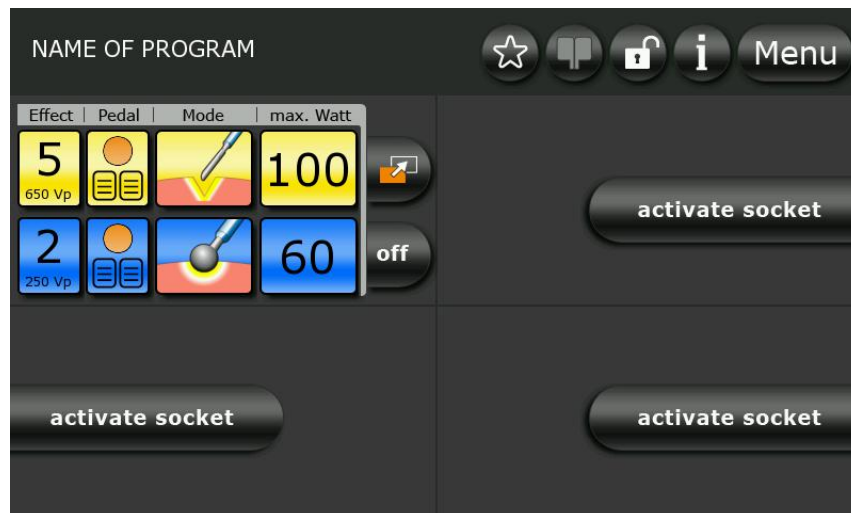 NAME OF PROGRAM
i
Menu
Effect | Pedal | Mode | max. Watt
5
650 Vp
100
2
250 Vp
60
off
activate socket
activate socket
activate socket